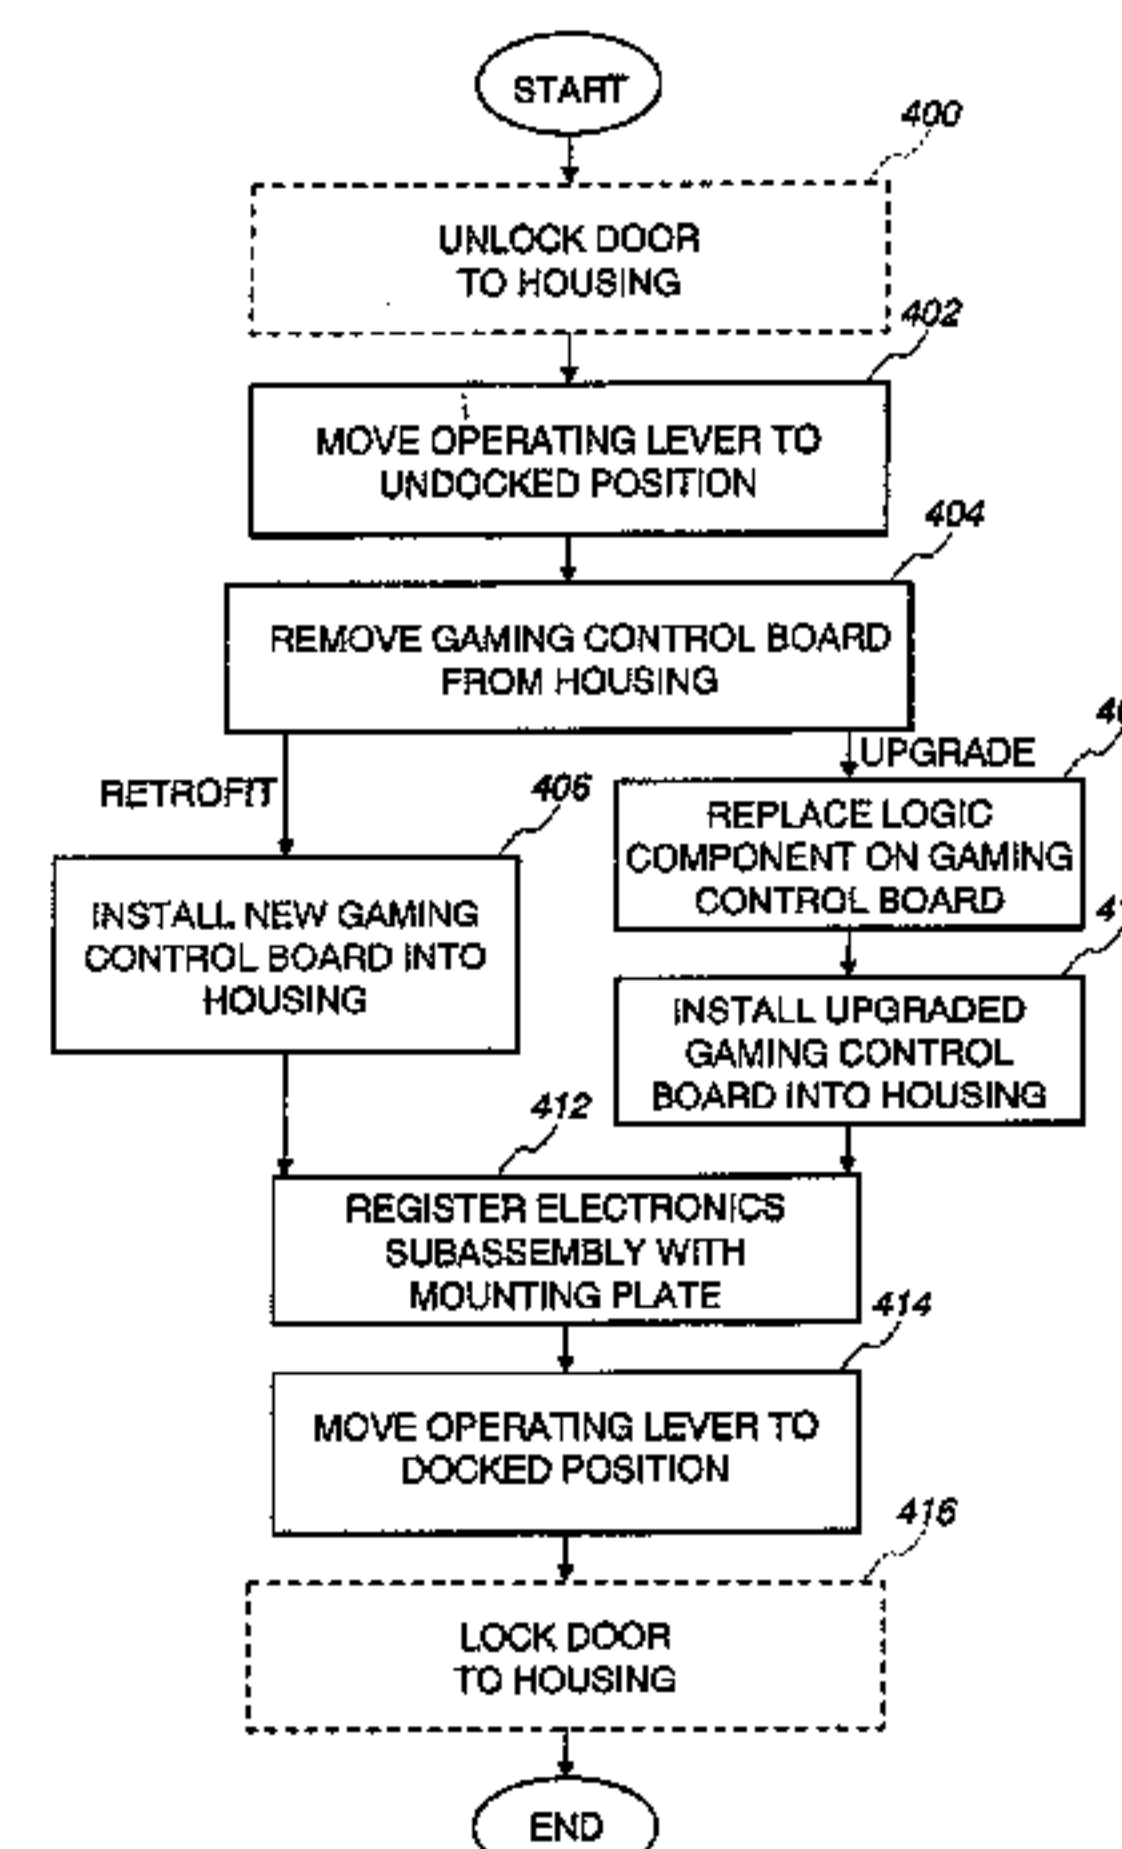 START
400
UNLOCK DOOR
TO HOUSING
402
MOVE OPERATING LEVER TO
UNDOCKED POSITION
404
REMOVE GAMING CONTROL BOARD
FROM HOUSING
RETROFIT
UPGRADE
406
INSTALL NEW GAMING
CONTROL BOARD INTO
HOUSING
REPLACE LOGIC
COMPONENT ON GAMING
CONTROL BOARD
INSTALL UPGRADED
GAMING CONTROL
BOARD INTO HOUSING
412
REGISTER ELECTRONICS
SUBASSEMBLY WITH
MOUNTING PLATE
414
MOVE OPERATING LEVER TO
DOCKED POSITION
416
LOCK DOOR
TO HOUSING
END